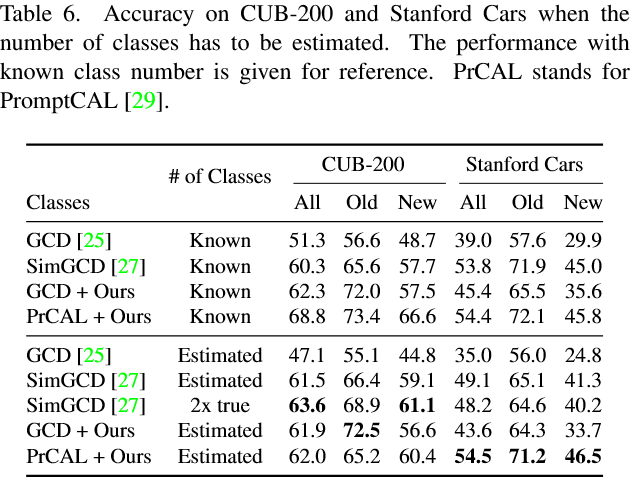 Table 6. Accuracy on CUB-200 and Stanford Cars when the
number of classes has to be estimated. The performance with
known class number is given for reference. PrCAL stands for
PromptCAL [29].
Classes # of Classes CUB-200 Stanford Cars
All Old New All Old New
GCD [25] Known 51.3 56.6 48.7 39.0 57.6 29.9
SimGCD [27] Known 60.3 65.6 57.7 53.8 71.9 45.0
GCD + Ours Known 62.3 72.0 57.5 45.4 65.5 35.6
PrCAL + Ours Known 68.8 73.4 66.6 54.4 72.1 45.8
GCD [25] Estimated 47.1 55.1 44.8 35.0 56.0 24.8
SimGCD [27] Estimated 61.5 66.4 59.1 49.1 65.1 41.3
SimGCD [27] 2x true 63.6 68.9 61.1 48.2 64.6 40.2
GCD + Ours Estimated 61.9 72.5 56.6 43.6 64.3 33.7
PrCAL + Ours Estimated 62.0 65.2 60.4 54.5 71.2 46.5